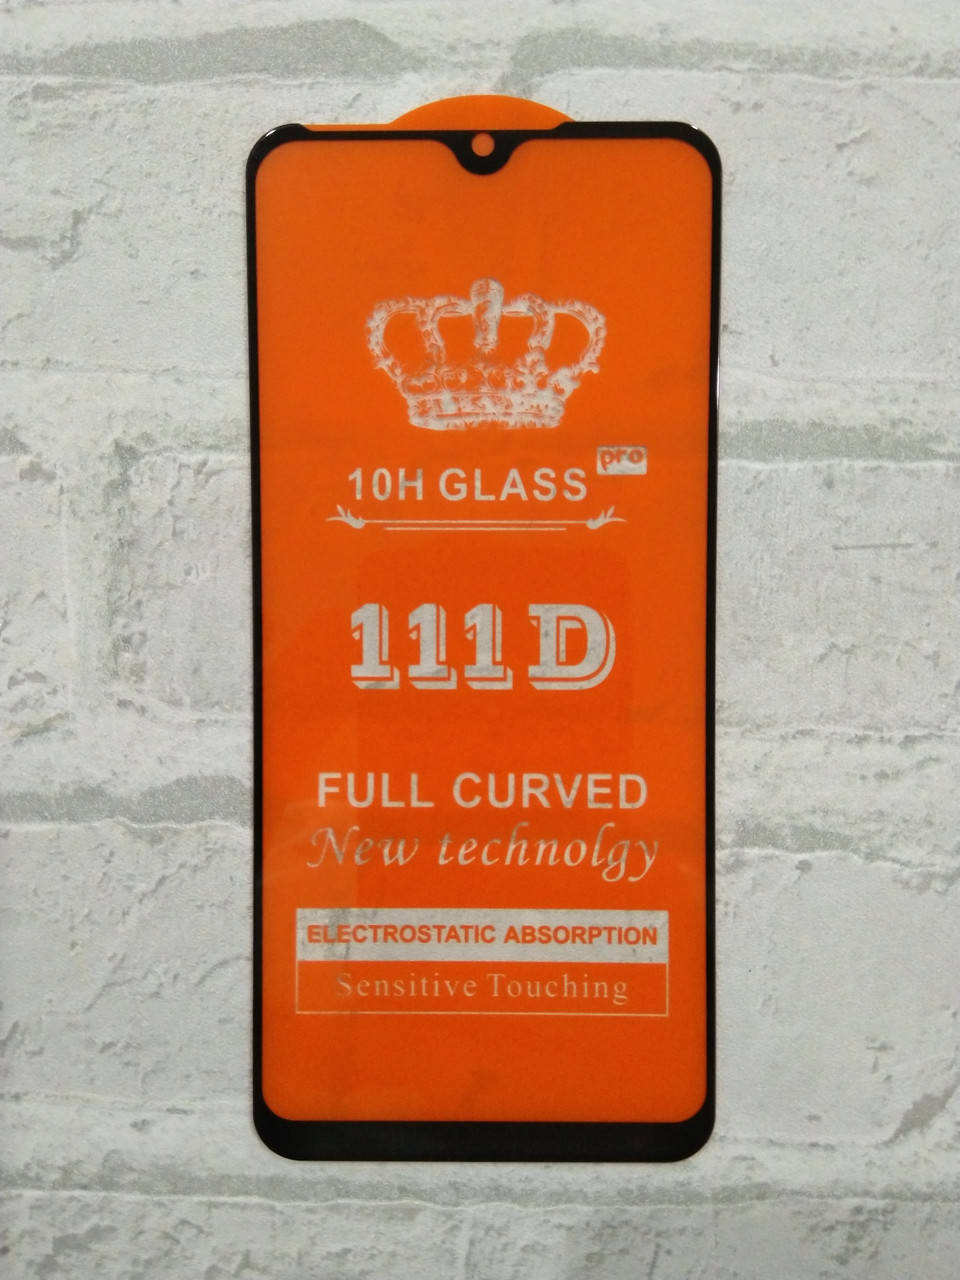 pro
10H GLASS
111D
FULL CURVED
New technolgy
ELECTROSTATIC ABSORPTION
Sensitive Touching